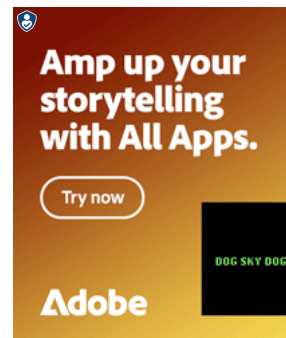 Amp up your
storytelling
with All Apps.
Try now
DOG SKY DOG
Adobe